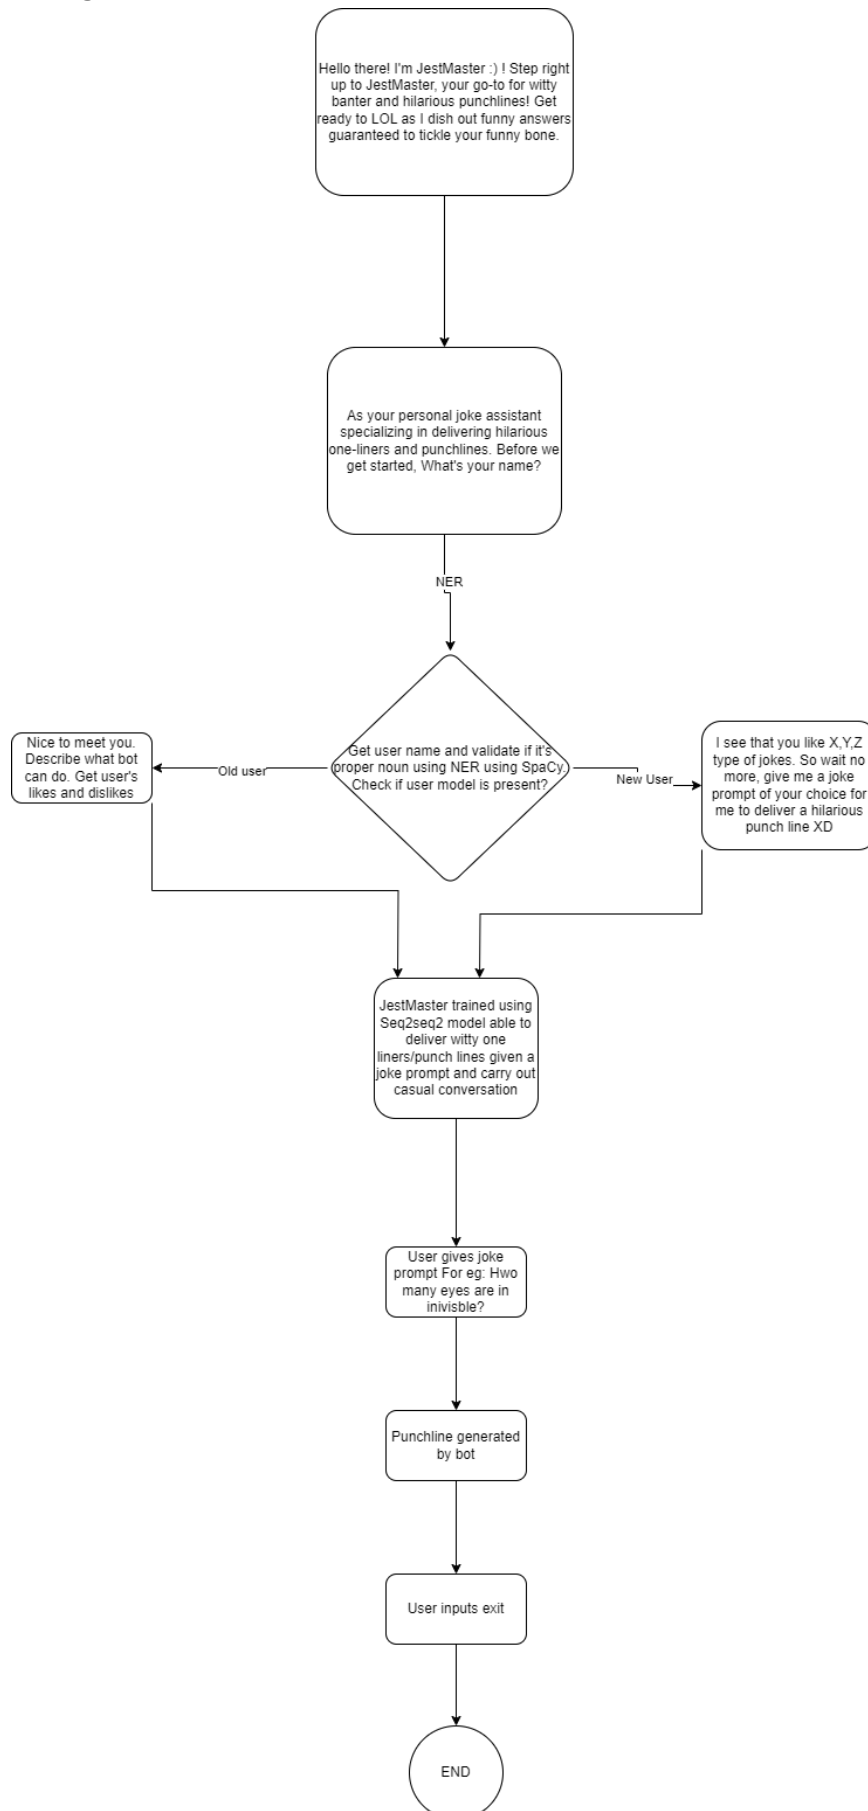 Hello there! I'm JestMaster :) ! Step right
up to JestMaster, your go-to for witty
banter and hilarious punchlines! Get
ready to LOL as I dish out funny answers
guaranteed to tickle your funny bone.
As your personal joke assistant
specializing in delivering hilarious
one-liners and punchlines. Before we
get started, What's your name?
NER
Get user name and validate if it's
proper noun using NER using SpaCy.
Check if user model is present?
Old user
Nice to meet you.
Describe what bot
can do. Get user's
likes and dislikes
New User
I see that you like X,Y,Z
type of jokes. So wait no
more, give me a joke
prompt of your choice for
me to deliver a hilarious
punch line XD
JestMaster trained using
Seq2seq2 model able to
deliver witty one
liners/punch lines given a
joke prompt and carry out
casual conversation
User gives joke
prompt For eg: Hwo
many eyes are in
inivisble?
Punchline generated
by bot
User inputs exit
END